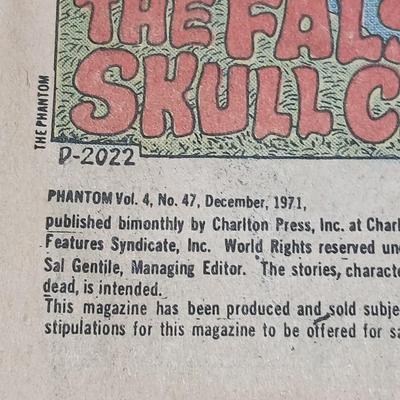 THE FALS
SKULL C
THE PHANTOM
D-2022
PHANTOM Vol. 4, No. 47, December, 1971,
published bimonthly by Charlton Press, Inc. at Charl
Features Syndicate, Inc. World Rights reserved un
Sal Gentile, Managing Editor. The stories, characte
dead, is intended.
This magazine has been produced and sold subje
stipulations for this magazine to be offered for sa